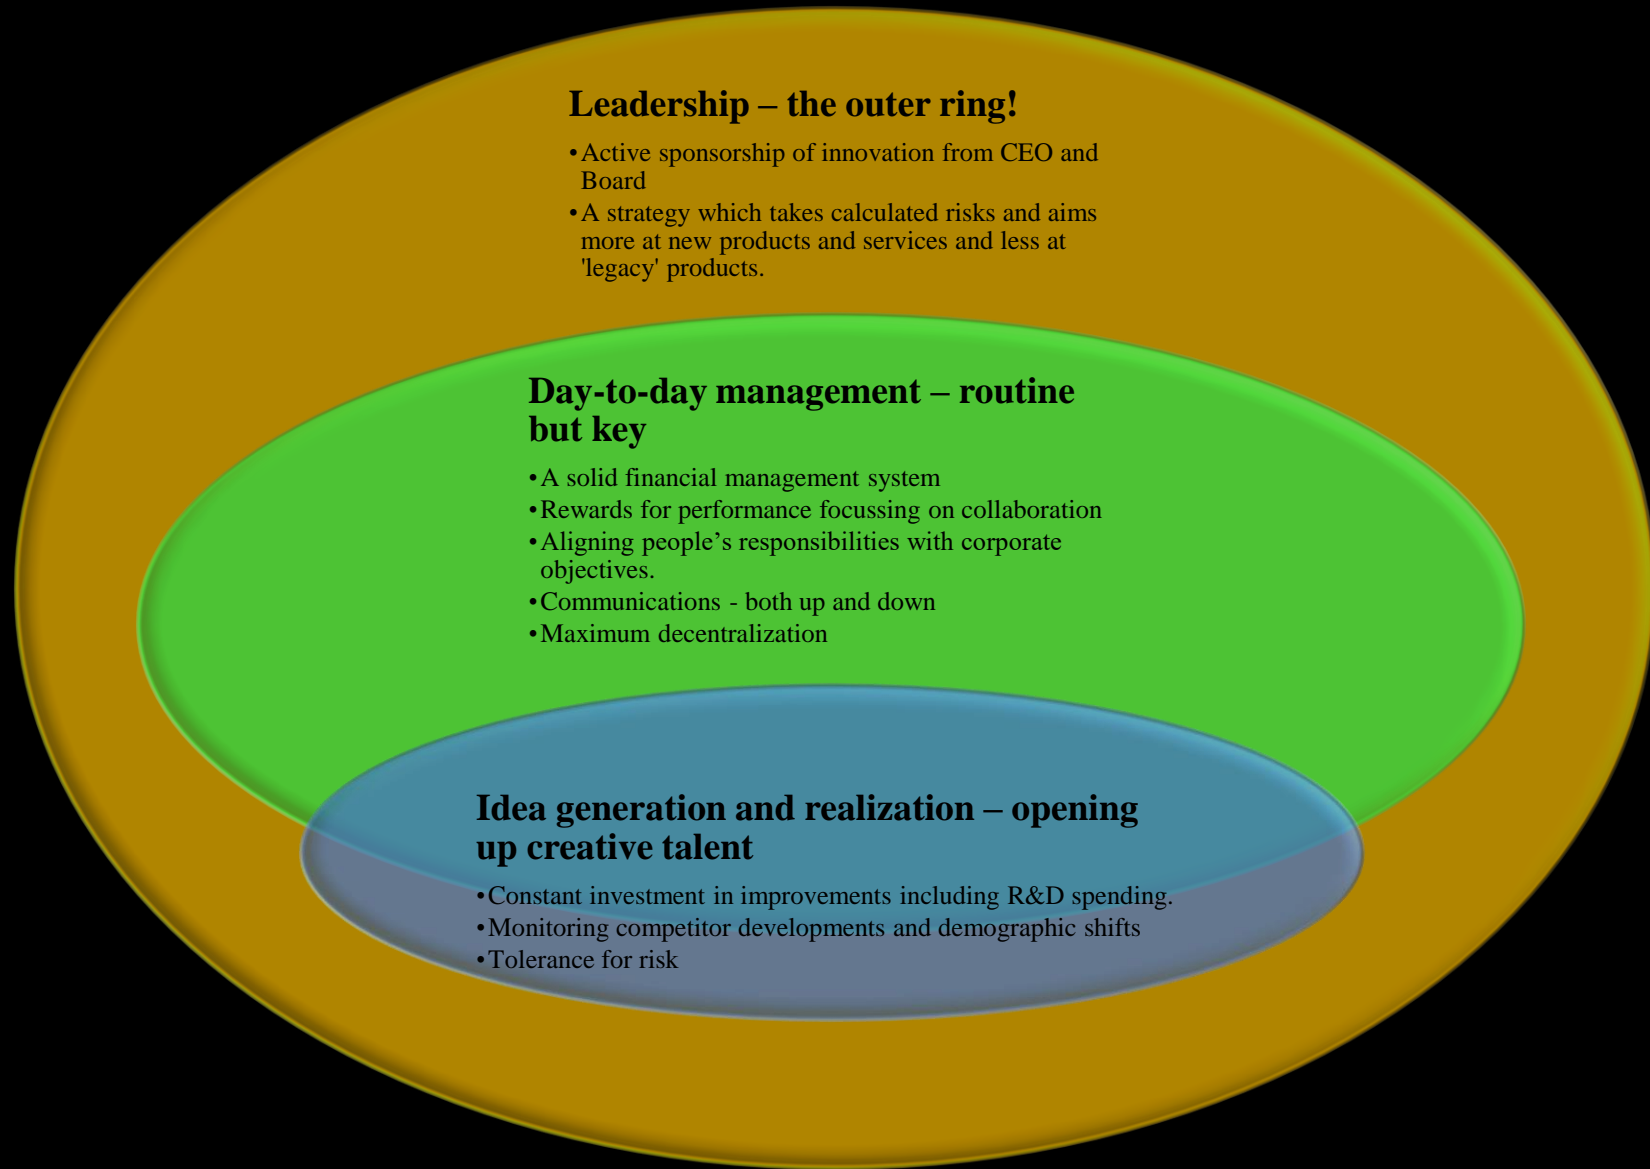 Leadership – the outer ring!
•Active sponsorship of innovation from CEO and
Board
•A strategy which takes calculated risks and aims
more at new products and services and less at
'legacy' products.
Day-to-day management – routine
but key
•A solid financial management system
•Rewards for performance focussing on collaboration
•Aligning people’s responsibilities with corporate
objectives.
•Communications - both up and down
•Maximum decentralization
Idea generation and realization – opening
up creative talent
•Constant investment in improvements including R&D spending.
•Monitoring competitor developments and demographic shifts
•Tolerance for risk